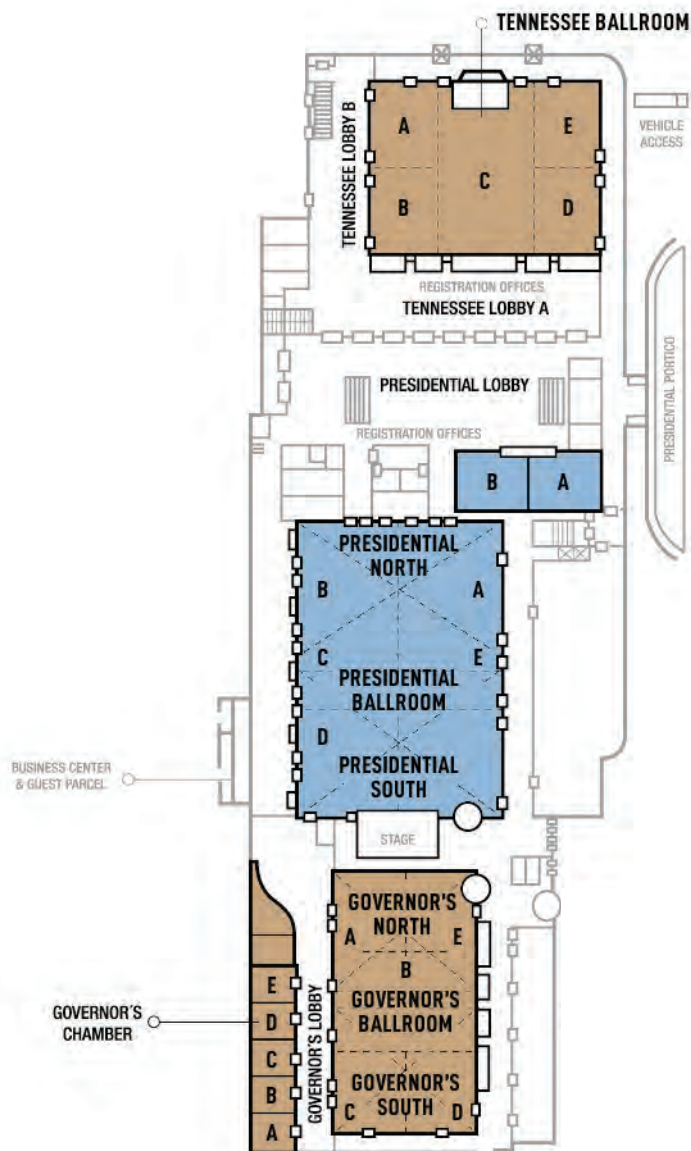 TENNESSEE BALLROOM
TENNESSEE LOBBY B
A
E
C
B
D
VEHICLE
ACCESS
REGISTRATION OFFICES
TENNESSEE LOBBY A
PRESIDENTIAL LOBBY
PRESIDENTIAL PORTICO
REGISTRATION OFFICES
B
A
PRESIDENTIAL
NORTH
B
A
C
E
PRESIDENTIAL
BALLROOM
D
PRESIDENTIAL
SOUTH
BUSINESS CENTER
& GUEST PARCEL
STAGE
GOVERNOR'S
NORTH
A
E
B
GOVERNOR'S
BALLROOM
GOVERNOR'S
SOUTH
C
D
GOVERNOR'S LOBBY
GOVERNOR'S
CHAMBER
E
D
C
B
A